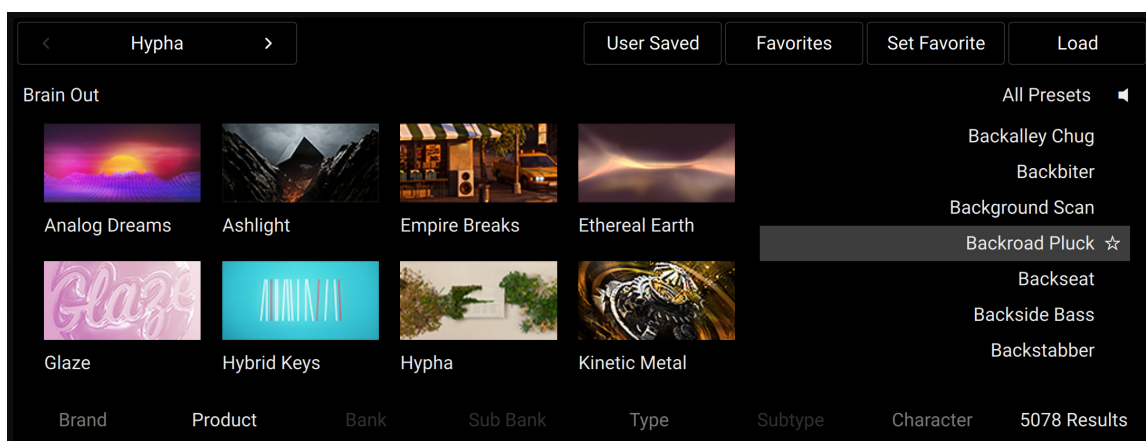 < Hypha > User Saved Favorites Set Favorite Load
Brain Out
All Presets
Analog Dreams Ashlight Empire Breaks Ethereal Earth
Glaze
Glaze Hybrid Keys Hypha Kinetic Metal
Backalley Chug
Backbiter
Background Scan
Backroad Pluck ☆
Backseat
Backside Bass
Backstabber
Brand Product Bank Sub Bank Type Subtype Character 5078 Results